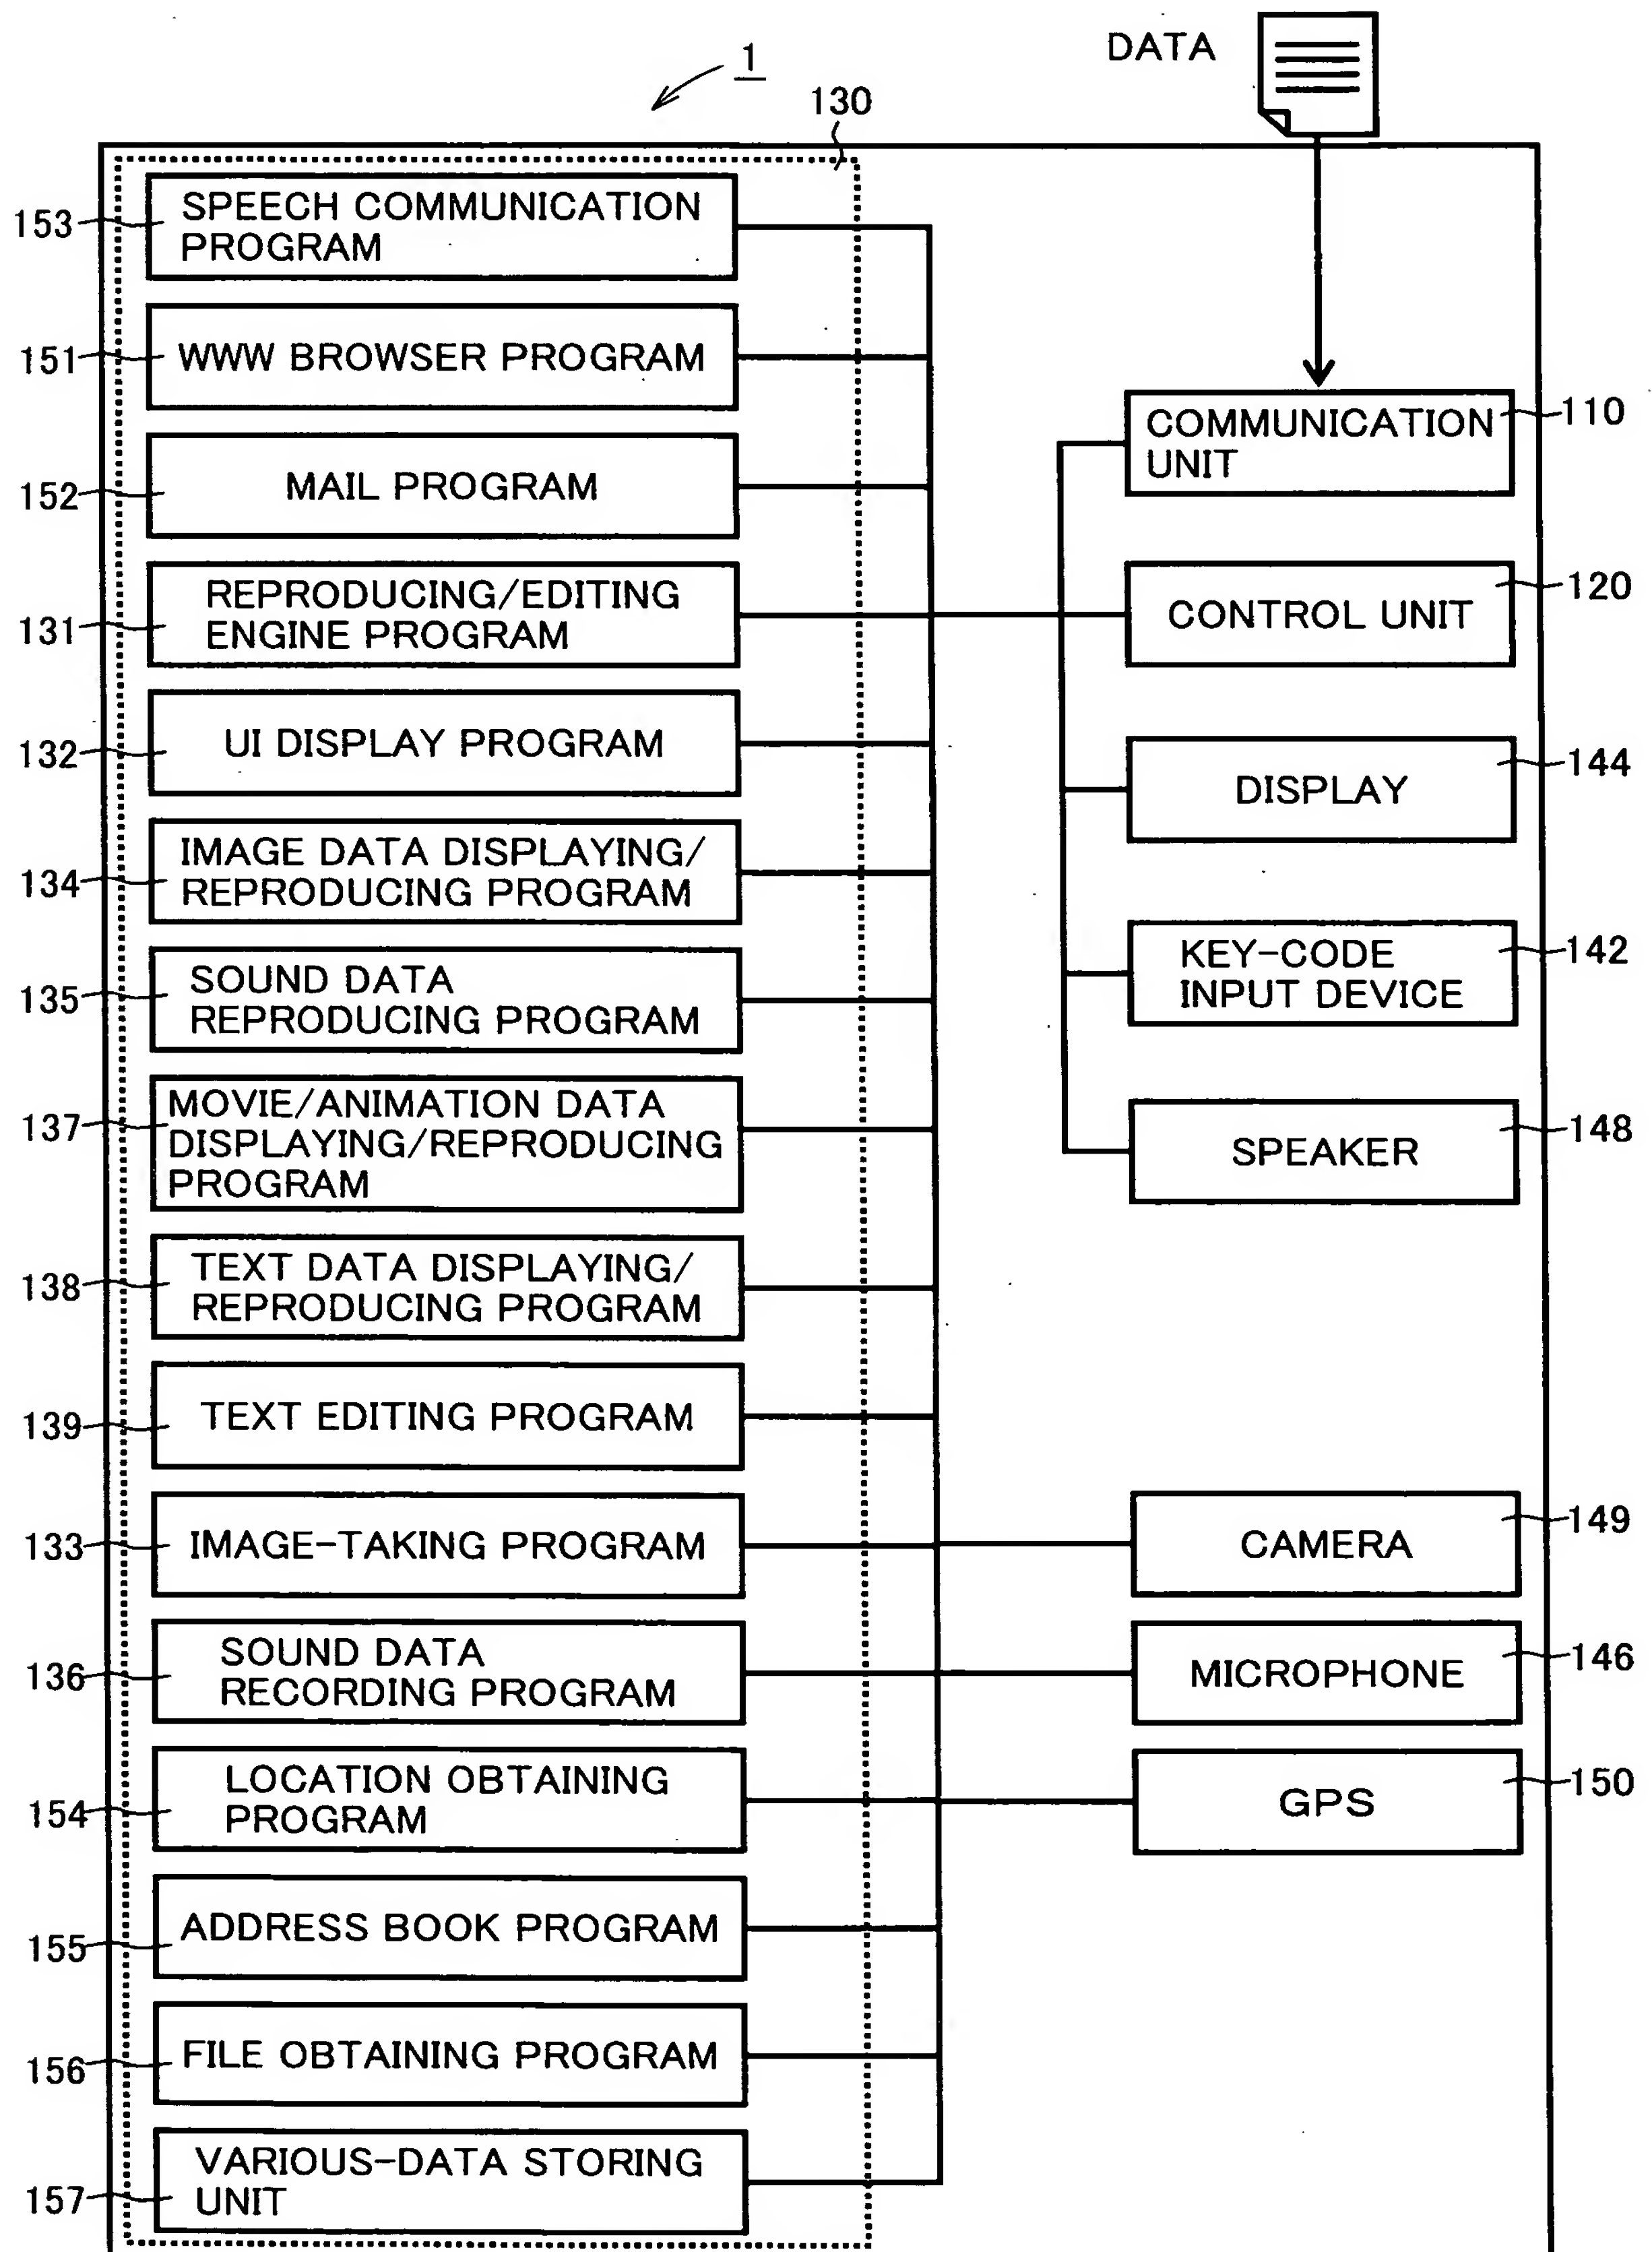 DATA
1
130
153
SPEECH COMMUNICATION
PROGRAM
151
WWW BROWSER PROGRAM
110
COMMUNICATION
UNIT
152
MAIL PROGRAM
131
REPRODUCING/EDITING
ENGINE PROGRAM
120
CONTROL UNIT
132
UI DISPLAY PROGRAM
144
DISPLAY
134
IMAGE DATA DISPLAYING/
REPRODUCING PROGRAM
142
KEY-CODE
INPUT DEVICE
135
SOUND DATA
REPRODUCING PROGRAM
137
MOVIE/ANIMATION DATA
DISPLAYING/REPRODUCING
PROGRAM
148
SPEAKER
138
TEXT DATA DISPLAYING/
REPRODUCING PROGRAM
139
TEXT EDITING PROGRAM
133
IMAGE-TAKING PROGRAM
149
CAMERA
136
SOUND DATA
RECORDING PROGRAM
146
MICROPHONE
154
LOCATION OBTAINING
PROGRAM
150
GPS
155
ADDRESS BOOK PROGRAM
156
FILE OBTAINING PROGRAM
157
VARIOUS-DATA STORING
UNIT